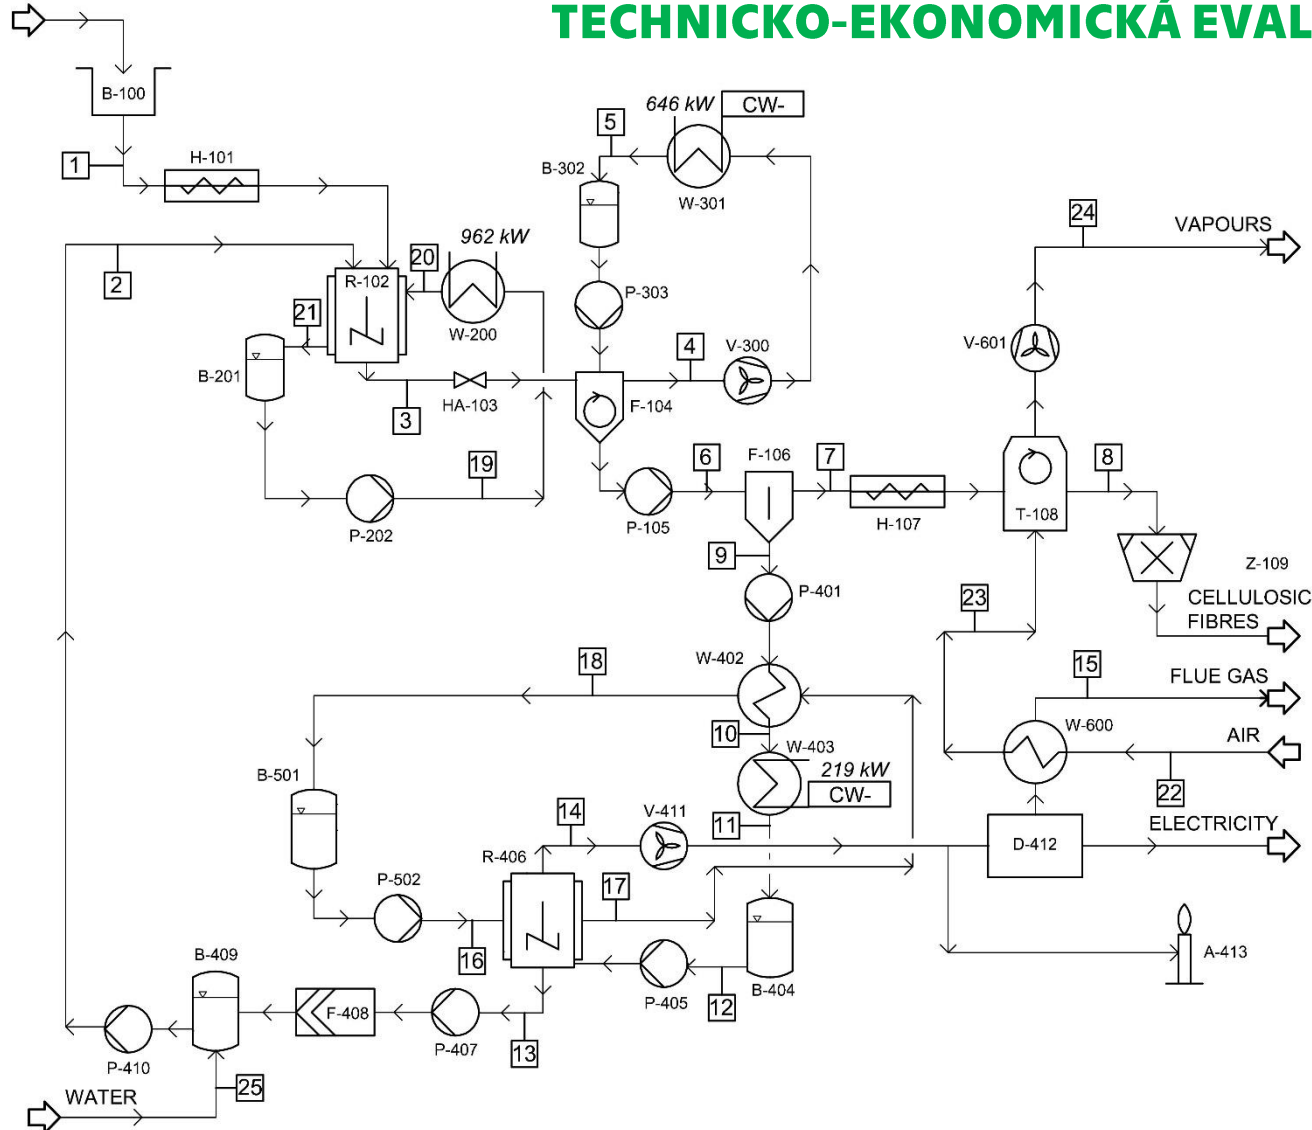 TECHNICKO-EKONOMICKÁ EVAL
B-100
646 kW
CW-
5
1
H-101
B-302
W-301
24
VAPOURS
962 kW
20
2
R-102
P-303
21
W-200
4
V-300
V-601
B-201
3
HA-103
F-104
19
6
F-106
7
8
P-202
P-105
H-107
T-108
9
Z-109
P-401
23
CELLULOSIC
FIBRES
18
W-402
15
FLUE GAS
10
W-403
W-600
AIR
219 kW
CW-
B-501
22
14
V-411
11
ELECTRICITY
D-412
R-406
P-502
17
16
B-409
A-413
P-405
12
B-404
F-408
P-407
13
P-410
25
WATER